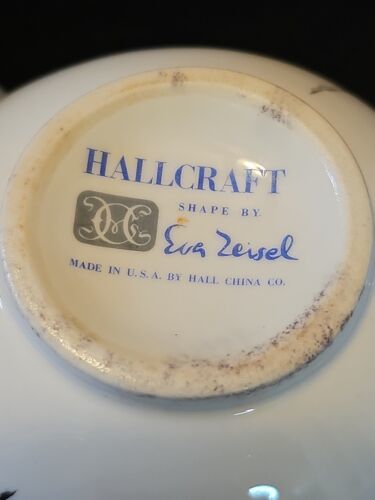 HALLCRAFT
SHAPE BY
Eva Zeisel
MADE IN U.S.A. BY HALL CHINA CO.